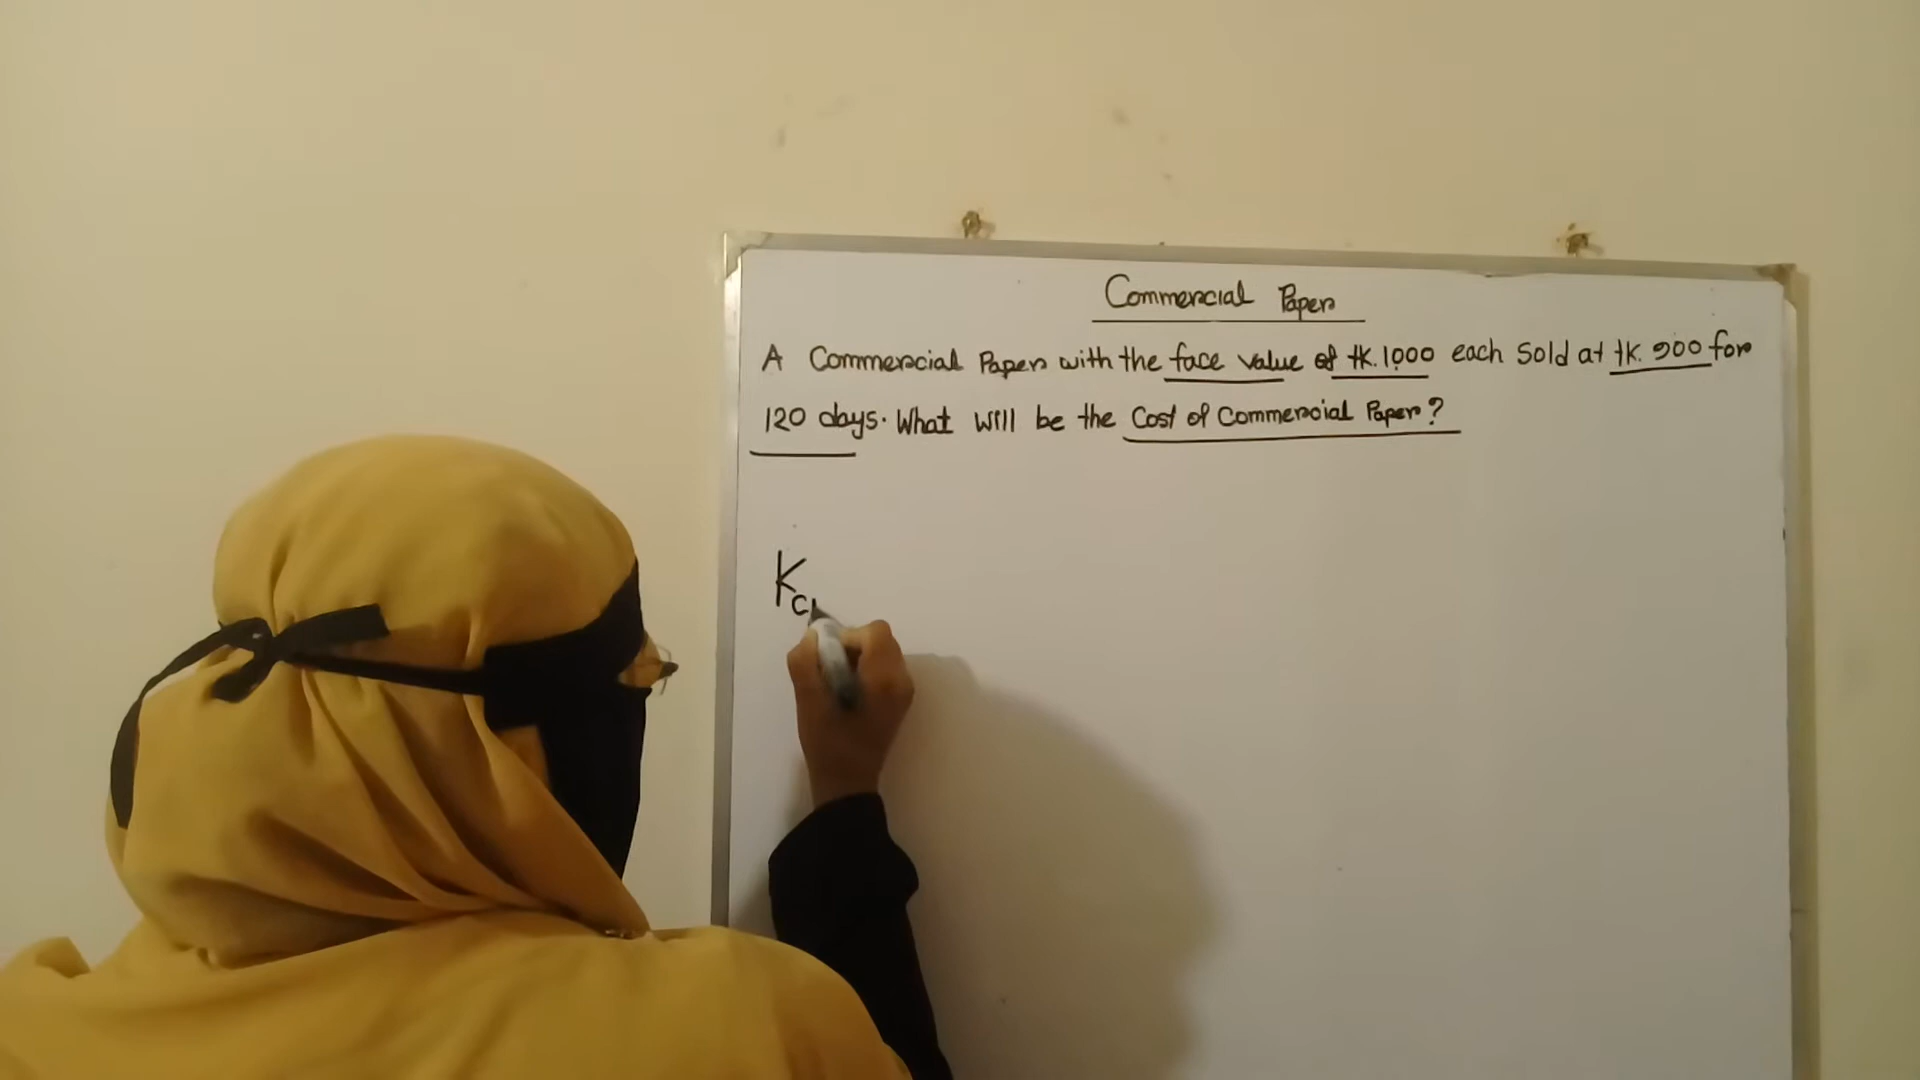 Commercial Paper
A Commercial Paper with the face value of tk. 1000 each Sold at tk. 900 for
120 days. What will be the Cost of Commercial Paper?
Kc